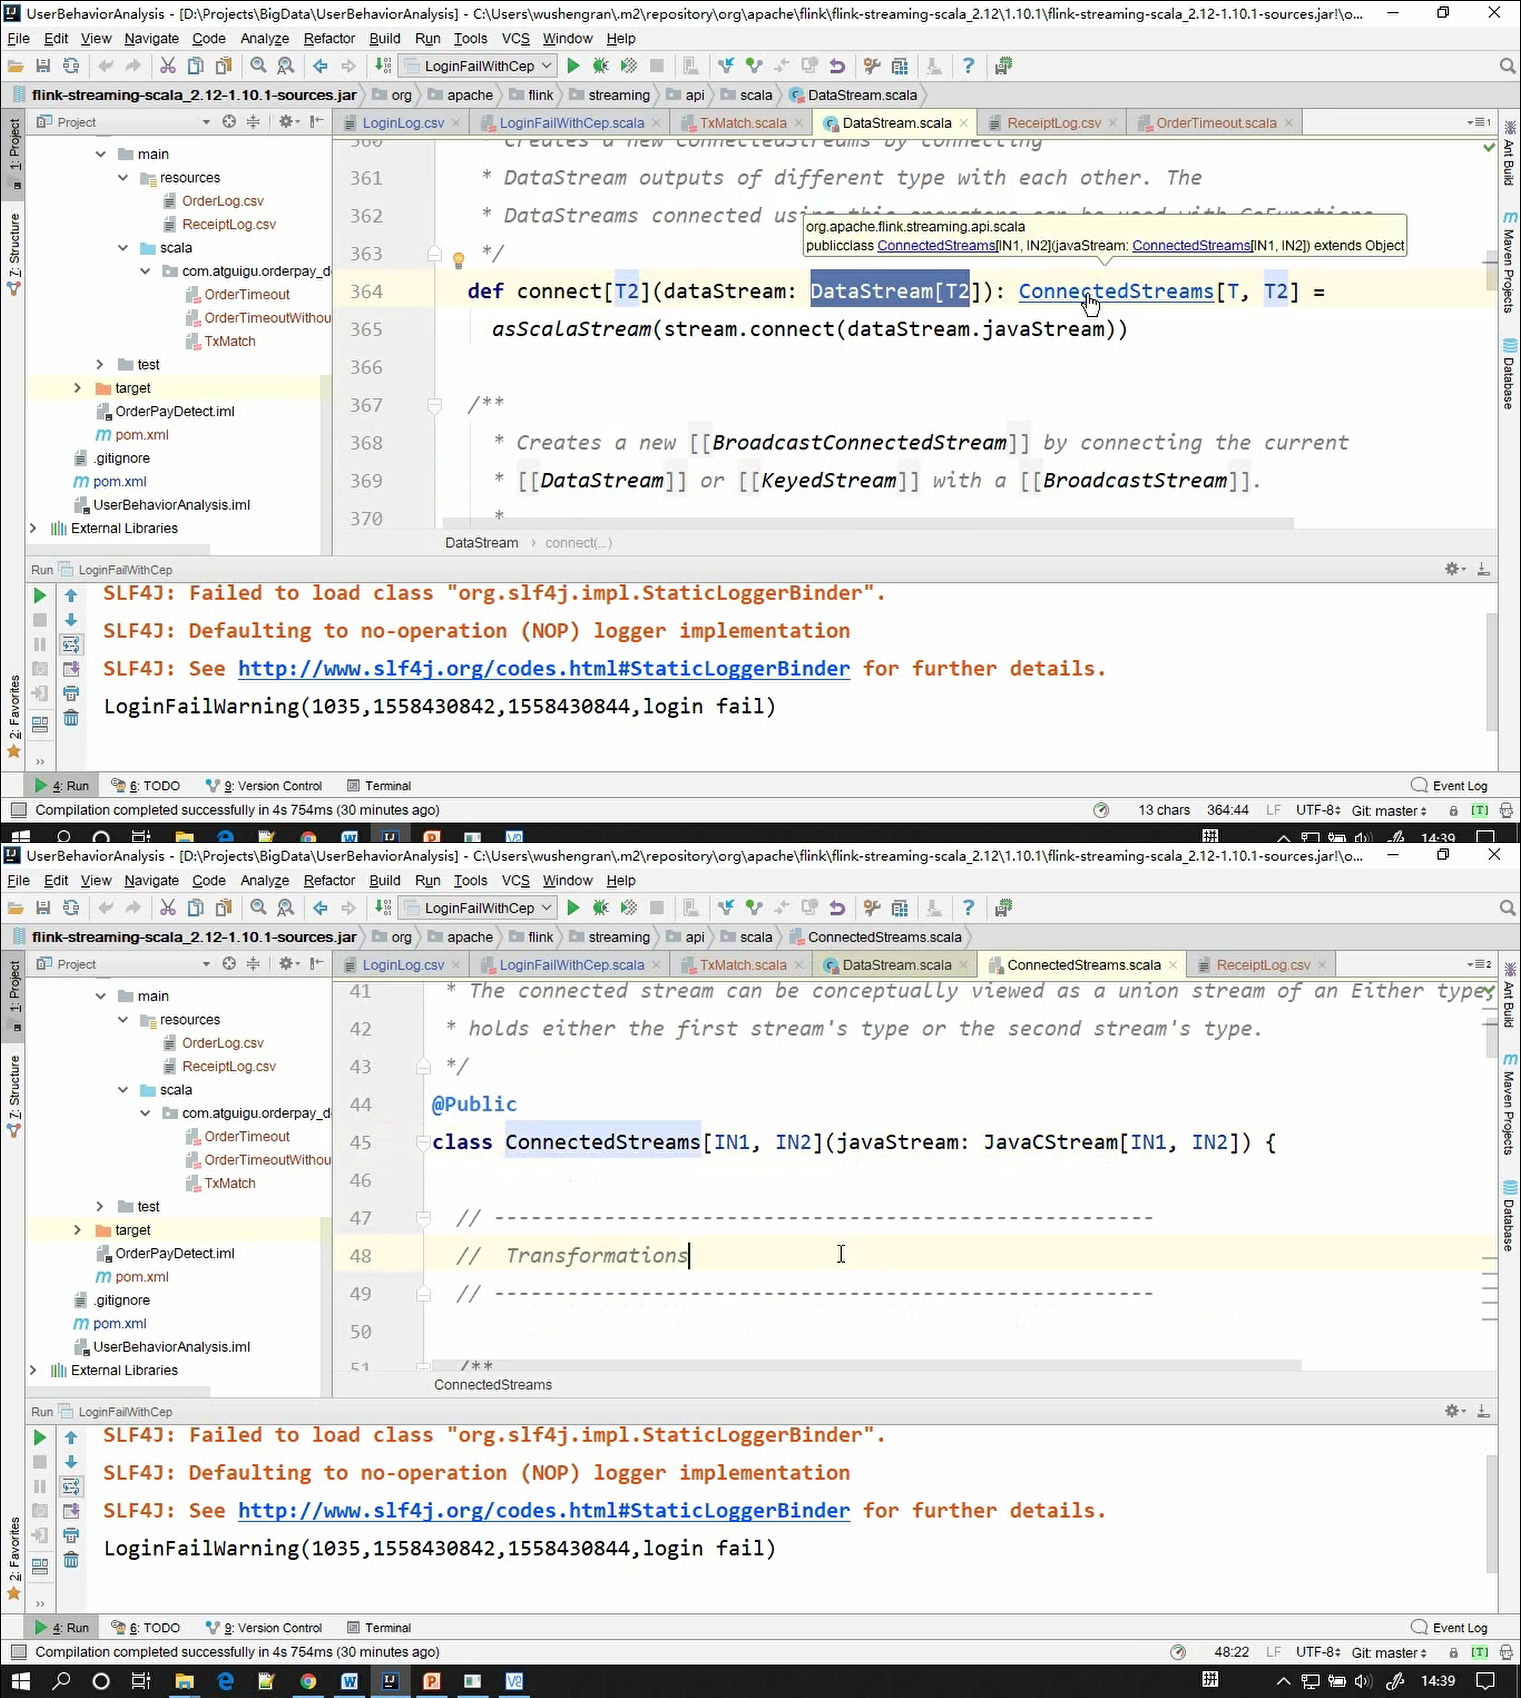 UserBehaviorAnalysis - [D:\Projects\BigData\UserBehaviorAnalysis] - C:\Users\wushengran\.m2\repository\org\apache\flink\flink-streaming-scala_2.12\1.10.1\flink-streaming-scala_2.12-1.10.1-sources.jar!\o...
File Edit View Navigate Code Analyze Refactor Build Run Tools VCS Window Help
LoginFailWithCep
flink-streaming-scala_2.12-1.10.1-sources.jar org apache flink streaming api scala DataStream.scala
Project LoginLog.csv LoginFailWithCep.scala TxMatch.scala DataStream.scala ReceiptLog.csv OrderTimeout.scala 1
1: Project
7: Structure
2: Favorites
Ant Build
Maven Projects
Database
main
resources
OrderLog.csv
ReceiptLog.csv
scala
com.atguigu.orderpay_d
OrderTimeout
OrderTimeoutWithou
TxMatch
test
target
OrderPayDetect.iml
pom.xml
.gitignore
pom.xml
UserBehaviorAnalysis.iml
External Libraries
360 * Creates a new ConnectedStreams by connecting
361 * DataStream outputs of different type with each other. The
362 * DataStreams connected using this operators can be used with CoFunctions.
org.apache.flink.streaming.api.scala
publicclass ConnectedStreams[IN1, IN2](javaStream: ConnectedStreams[IN1, IN2]) extends Object
363 */
364 def connect[T2](dataStream: DataStream[T2]): ConnectedStreams[T, T2] =
365 asScalaStream(stream.connect(dataStream.javaStream))
366
367 /**
368 * Creates a new [[BroadcastConnectedStream]] by connecting the current
369 * [[DataStream]] or [[KeyedStream]] with a [[BroadcastStream]].
370 *
DataStream connect(...)
Run LoginFailWithCep
SLF4J: Failed to load class "org.slf4j.impl.StaticLoggerBinder".
SLF4J: Defaulting to no-operation (NOP) logger implementation
SLF4J: See http://www.slf4j.org/codes.html#StaticLoggerBinder for further details.
LoginFailWarning(1035,1558430842,1558430844,login fail)
4: Run 6: TODO 9: Version Control Terminal Event Log
Compilation completed successfully in 4s 754ms (30 minutes ago) 13 chars 364:44 LF UTF-8 Git: master [T]
14:39
UserBehaviorAnalysis - [D:\Projects\BigData\UserBehaviorAnalysis] - C:\Users\wushengran\.m2\repository\org\apache\flink\flink-streaming-scala_2.12\1.10.1\flink-streaming-scala_2.12-1.10.1-sources.jar!\o...
File Edit View Navigate Code Analyze Refactor Build Run Tools VCS Window Help
LoginFailWithCep
flink-streaming-scala_2.12-1.10.1-sources.jar org apache flink streaming api scala ConnectedStreams.scala
Project LoginLog.csv LoginFailWithCep.scala TxMatch.scala DataStream.scala ConnectedStreams.scala ReceiptLog.csv 2
1: Project
7: Structure
2: Favorites
Ant Build
Maven Projects
Database
main
resources
OrderLog.csv
ReceiptLog.csv
scala
com.atguigu.orderpay_d
OrderTimeout
OrderTimeoutWithou
TxMatch
test
target
OrderPayDetect.iml
pom.xml
.gitignore
pom.xml
UserBehaviorAnalysis.iml
External Libraries
41 * The connected stream can be conceptually viewed as a union stream of an Either type,
42 * holds either the first stream's type or the second stream's type.
43 */
44 @Public
45 class ConnectedStreams[IN1, IN2](javaStream: JavaCStream[IN1, IN2]) {
46
47 // ------------------------------------------------------
48 // Transformations
49 // ------------------------------------------------------
50
51 /**
ConnectedStreams
Run LoginFailWithCep
SLF4J: Failed to load class "org.slf4j.impl.StaticLoggerBinder".
SLF4J: Defaulting to no-operation (NOP) logger implementation
SLF4J: See http://www.slf4j.org/codes.html#StaticLoggerBinder for further details.
LoginFailWarning(1035,1558430842,1558430844,login fail)
4: Run 6: TODO 9: Version Control Terminal Event Log
Compilation completed successfully in 4s 754ms (30 minutes ago) 48:22 LF UTF-8 Git: master [T]
拼 14:39